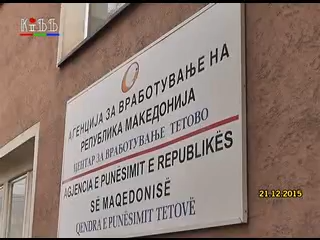 АГЕНЦИЈА ЗА ВРАБОТУВАЊЕ НА
РЕПУБЛИКА МАКЕДОНИЈА
ЦЕНТАР ЗА ВРАБОТУВАЊЕ ТЕТОВО
AGJENCIA E PUNËSIMIT E REPUBLIKËS
SË MAQEDONISË
QENDRA E PUNËSIMIT TETOVË
21.12.2015